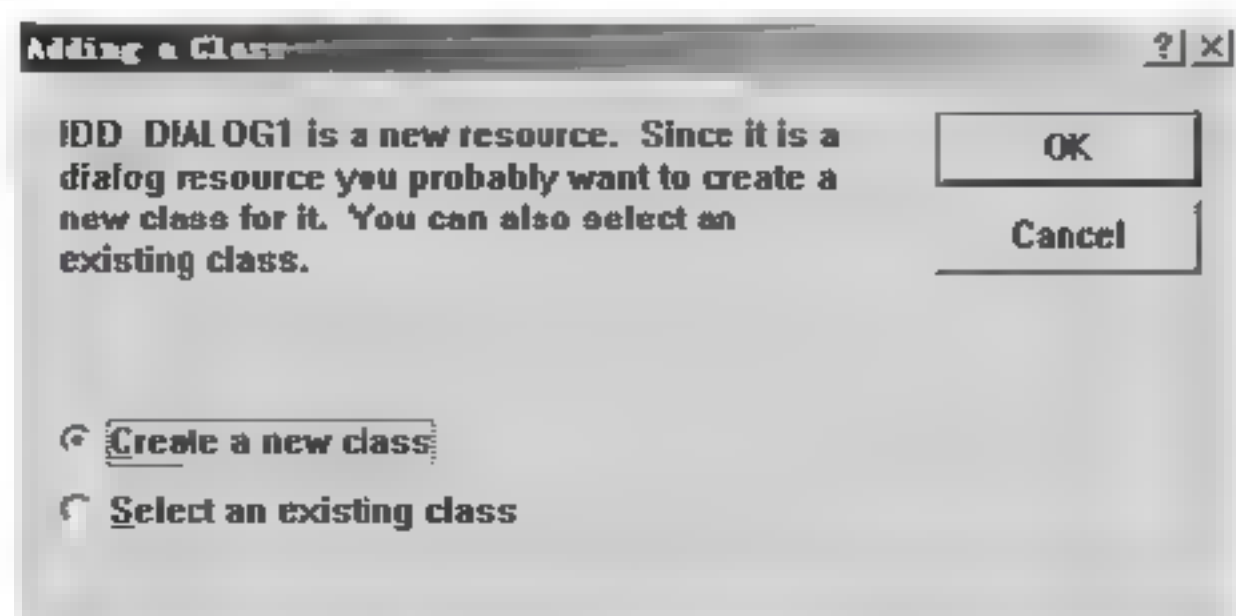 Adding a Class
IDD_DIALOG1 is a new resource. Since it is a
dialog resource you probably want to create a
new class for it. You can also select an
existing class.
OK
Cancel
Create a new class
Select an existing class